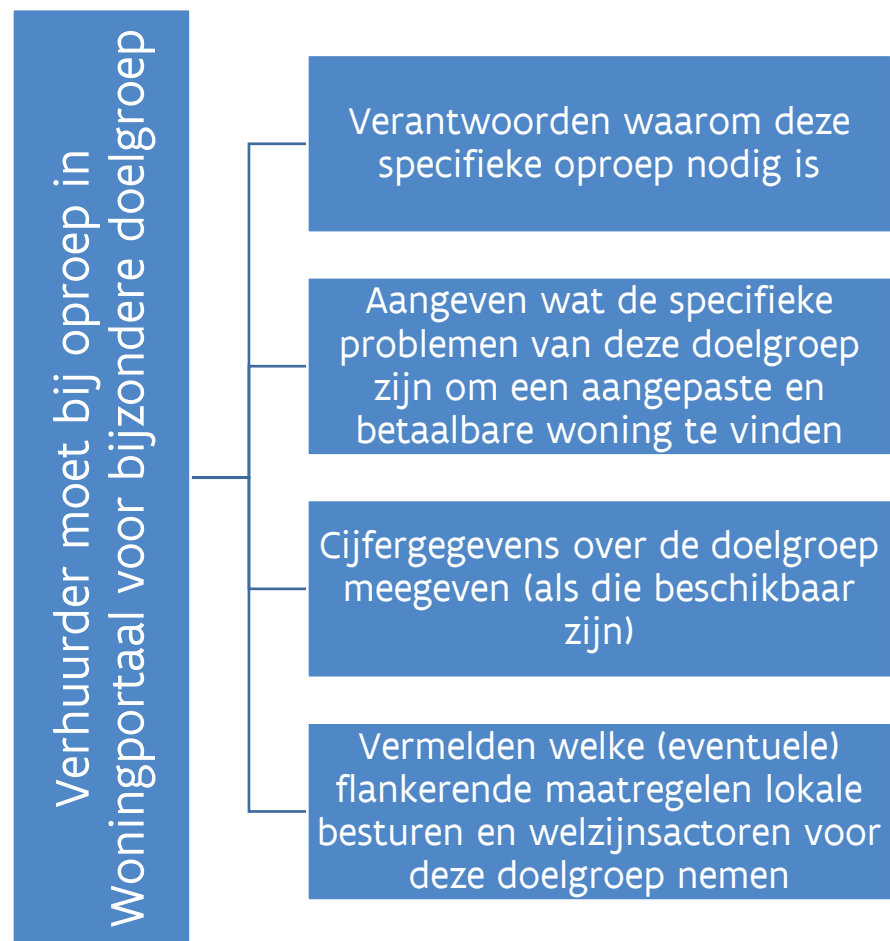 Verhuurder moet bij oproep in
Woningportaal voor bijzondere doelgroep
Verantwoorden waarom deze
specifieke oproep nodig is
Aangeven wat de specifieke
problemen van deze doelgroep
zijn om een aangepaste en
betaalbare woning te vinden
Cijfergegevens over de doelgroep
meegeven (als die beschikbaar
zijn)
Vermelden welke (eventuele)
flankerende maatregelen lokale
besturen en welzijnsactoren voor
deze doelgroep nemen